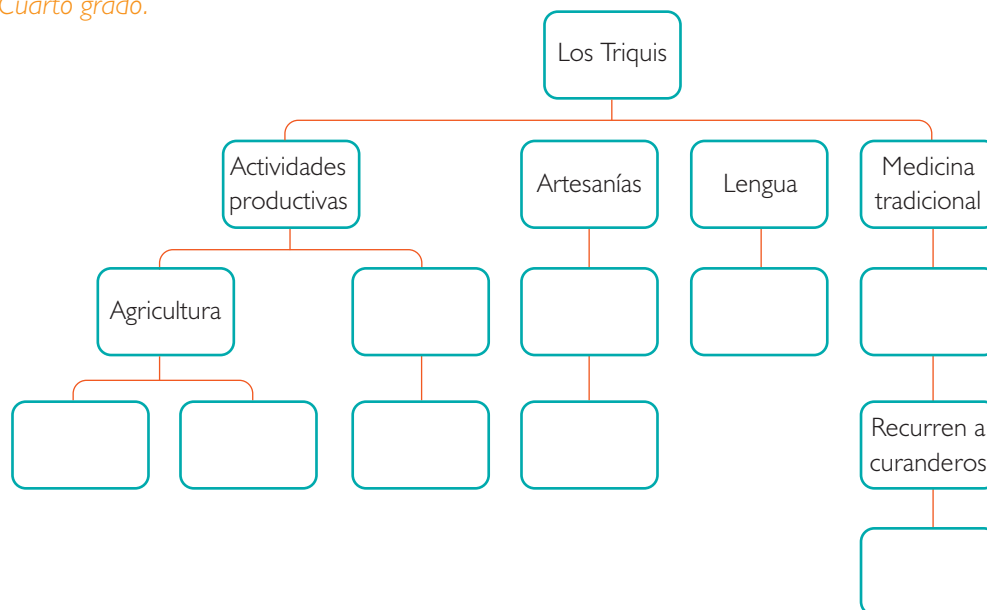 Cuarto grado.
Los Triquis
Actividades
productivas
Artesanías
Lengua
Medicina
tradicional
Agricultura
Recurren a
curanderos